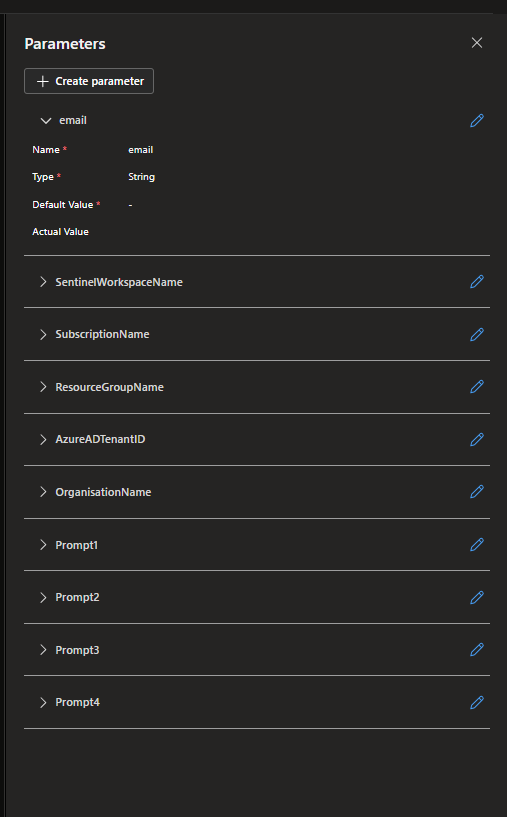 Parameters
Create parameter
email
Name * email
Type * String
Default Value * -
Actual Value
SentinelWorkspaceName
SubscriptionName
ResourceGroupName
AzureADTenantID
OrganisationName
Prompt1
Prompt2
Prompt3
Prompt4